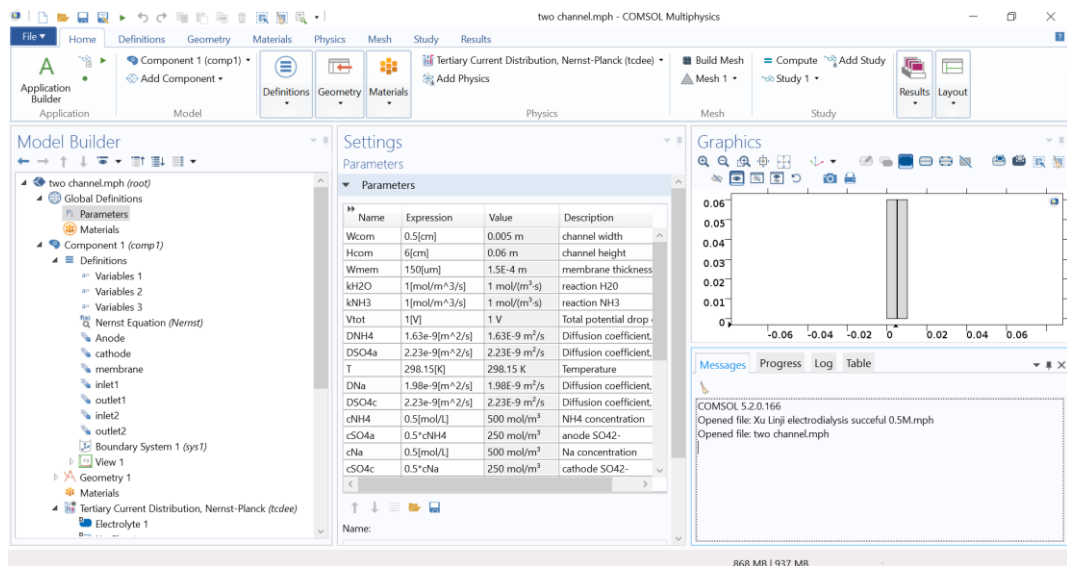 two channel.mph - COMSOL Multiphysics
File Home Definitions Geometry Materials Physics Mesh Study Results
A
Application Builder
Component 1 (comp1)
Add Component
Definitions
Geometry
Materials
Tertiary Current Distribution, Nernst-Planck (tcdee)
Add Physics
Build Mesh
Mesh 1
= Compute
Add Study
Study 1
Results
Layout
Application Model Physics Mesh Study
Model Builder
two channel.mph (root)
Global Definitions
Pi Parameters
Materials
Component 1 (comp1)
Definitions
a= Variables 1
a= Variables 2
a= Variables 3
Nernst Equation (Nernst)
Anode
cathode
membrane
inlet1
outlet1
inlet2
outlet2
Boundary System 1 (sys1)
View 1
Geometry 1
Materials
Tertiary Current Distribution, Nernst-Planck (tcdee)
Electrolyte 1
Settings
Parameters
Parameters
Name Expression Value Description
Wcom 0.5[cm] 0.005 m channel width
Hcom 6[cm] 0.06 m channel height
Wmem 150[um] 1.5E-4 m membrane thickness
kH2O 1[mol/m^3/s] 1 mol/(m³·s) reaction H20
kNH3 1[mol/m^3/s] 1 mol/(m³·s) reaction NH3
Vtot 1[V] 1 V Total potential drop
DNH4 1.63e-9[m^2/s] 1.63E-9 m²/s Diffusion coefficient,
DSO4a 2.23e-9[m^2/s] 2.23E-9 m²/s Diffusion coefficient,
T 298.15[K] 298.15 K Temperature
DNa 1.98e-9[m^2/s] 1.98E-9 m²/s Diffusion coefficient,
DSO4c 2.23e-9[m^2/s] 2.23E-9 m²/s Diffusion coefficient,
cNH4 0.5[mol/L] 500 mol/m³ NH4 concentration
cSO4a 0.5*cNH4 250 mol/m³ anode SO42-
cNa 0.5[mol/L] 500 mol/m³ Na concentration
cSO4c 0.5*cNa 250 mol/m³ cathode SO42-
Name:
Graphics
0.06
0.05
0.04
0.03
0.02
0.01
0
-0.06 -0.04 -0.02 0 0.02 0.04 0.06
Messages Progress Log Table
COMSOL 5.2.0.166
Opened file: Xu Linji electrodialysis succeful 0.5M.mph
Opened file: two channel.mph
868 MB | 937 MB